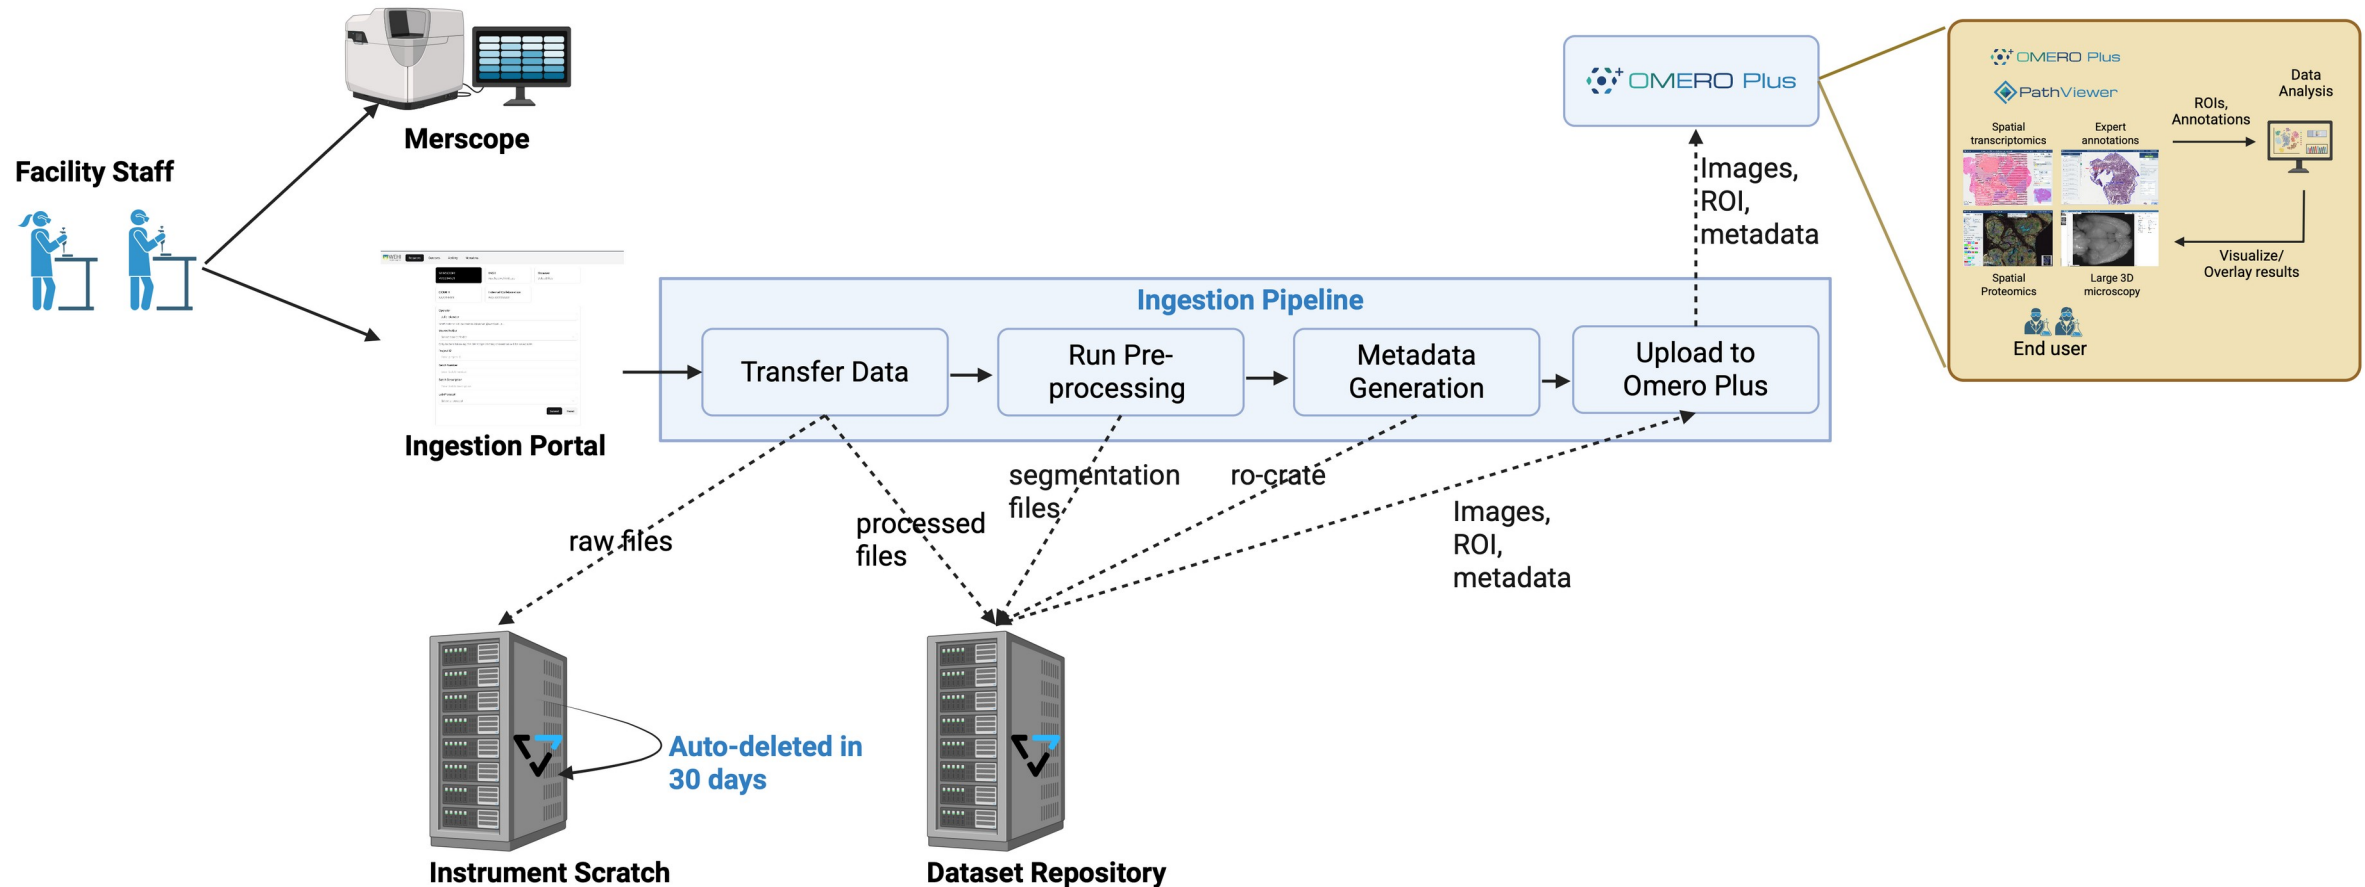 Facility Staff
Merscope
Ingestion Portal
Ingestion Pipeline
Transfer Data
Run Pre-
processing
Metadata
Generation
Upload to
Omero Plus
raw files
processed
files
segmentation
files
ro-crate
Images,
ROI,
metadata
Images,
ROI,
metadata
OMERO Plus
OMERO Plus
PathViewer
Spatial
transcriptomics
Expert
annotations
Spatial
Proteomics
Large 3D
microscopy
End user
ROIs,
Annotations
Data
Analysis
Visualize/
Overlay results
Auto-deleted in
30 days
Instrument Scratch
Dataset Repository